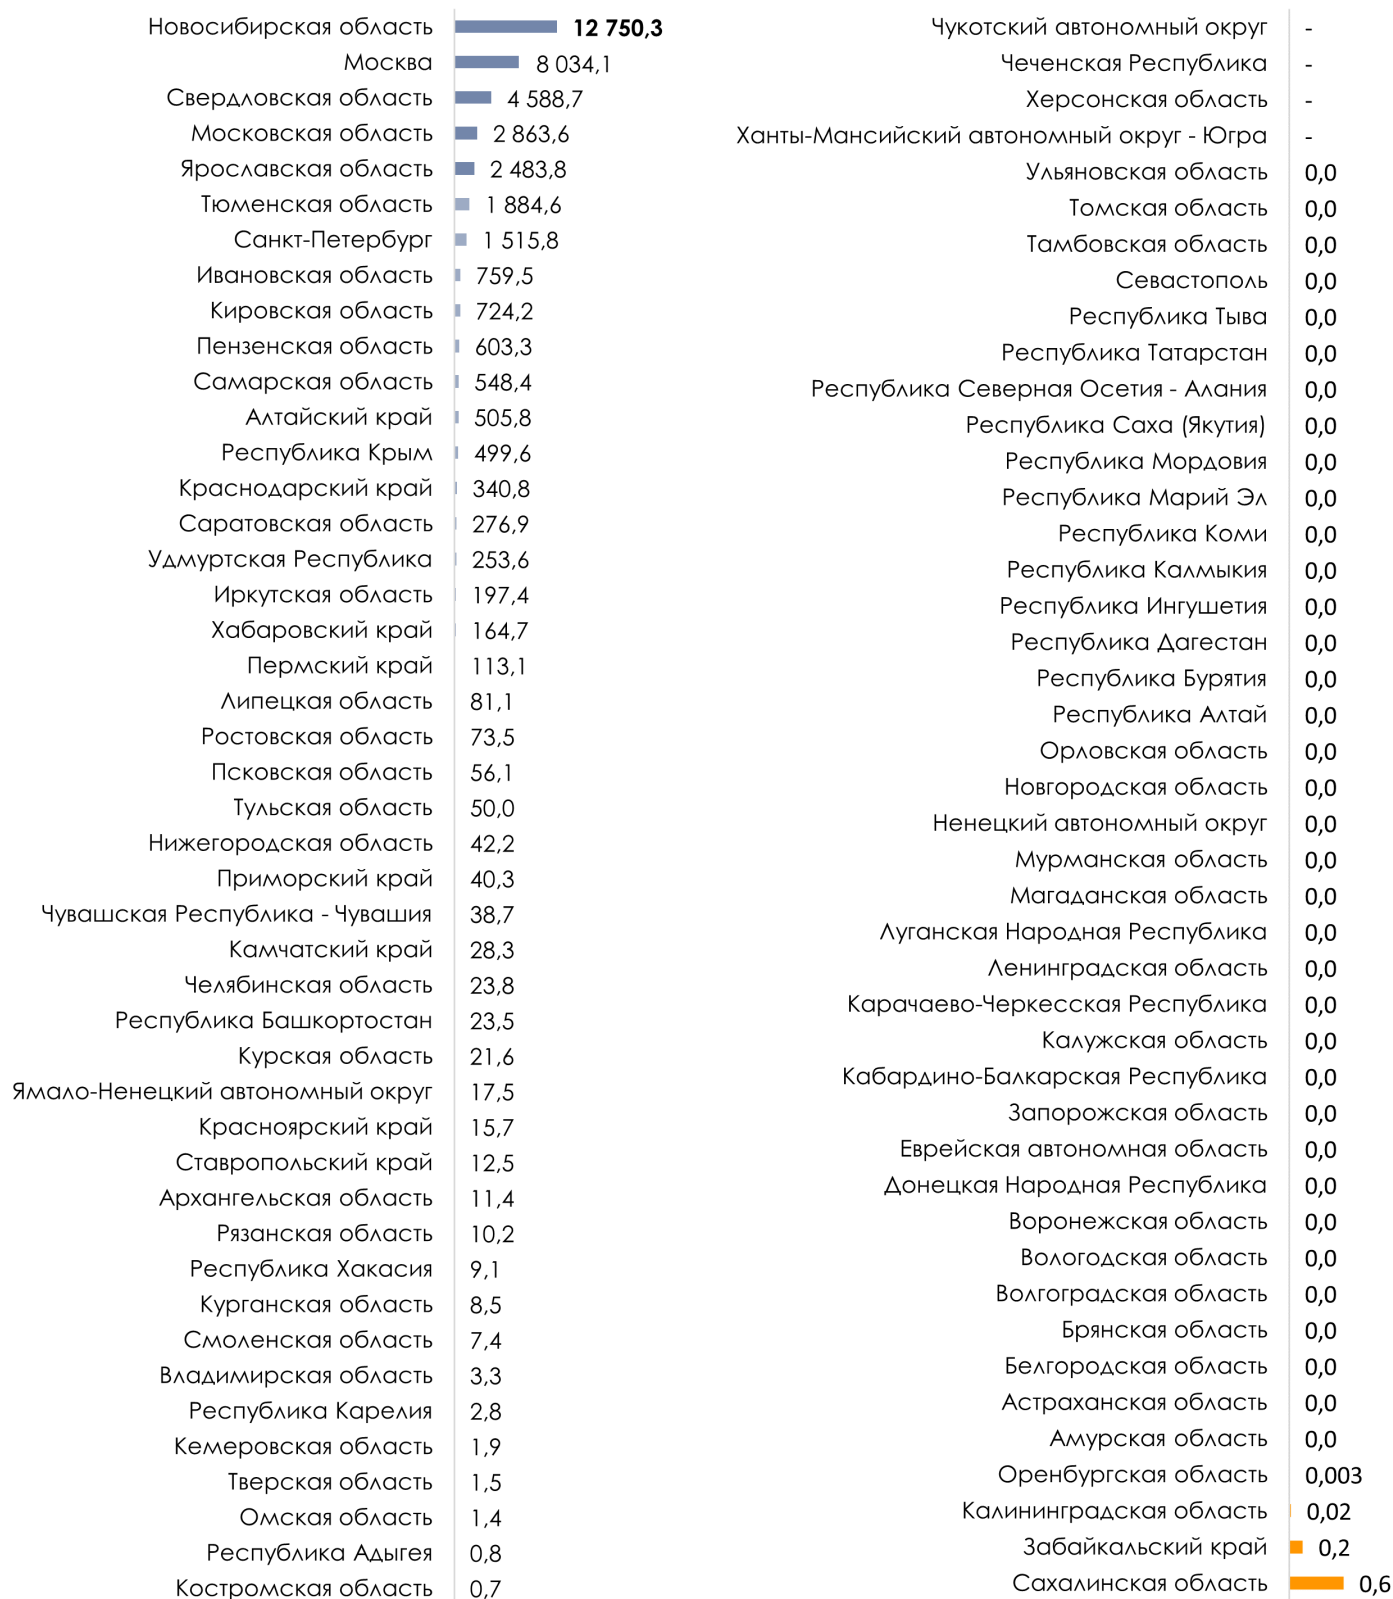 Новосибирская область 12 750,3
Москва 8 034,1
Свердловская область 4 588,7
Московская область 2 863,6
Ярославская область 2 483,8
Тюменская область 1 884,6
Санкт-Петербург 1 515,8
Ивановская область 759,5
Кировская область 724,2
Пензенская область 603,3
Самарская область 548,4
Алтайский край 505,8
Республика Крым 499,6
Краснодарский край 340,8
Саратовская область 276,9
Удмуртская Республика 253,6
Иркутская область 197,4
Хабаровский край 164,7
Пермский край 113,1
Липецкая область 81,1
Ростовская область 73,5
Псковская область 56,1
Тульская область 50,0
Нижегородская область 42,2
Приморский край 40,3
Чувашская Республика - Чувашия 38,7
Камчатский край 28,3
Челябинская область 23,8
Республика Башкортостан 23,5
Курская область 21,6
Ямало-Ненецкий автономный округ 17,5
Красноярский край 15,7
Ставропольский край 12,5
Архангельская область 11,4
Рязанская область 10,2
Республика Хакасия 9,1
Курганская область 8,5
Смоленская область 7,4
Владимирская область 3,3
Республика Карелия 2,8
Кемеровская область 1,9
Тверская область 1,5
Омская область 1,4
Республика Адыгея 0,8
Костромская область 0,7
Чукотский автономный округ -
Чеченская Республика -
Херсонская область -
Ханты-Мансийский автономный округ - Югра -
Ульяновская область 0,0
Томская область 0,0
Тамбовская область 0,0
Севастополь 0,0
Республика Тыва 0,0
Республика Татарстан 0,0
Республика Северная Осетия - Алания 0,0
Республика Саха (Якутия) 0,0
Республика Мордовия 0,0
Республика Марий Эл 0,0
Республика Коми 0,0
Республика Калмыкия 0,0
Республика Ингушетия 0,0
Республика Дагестан 0,0
Республика Бурятия 0,0
Республика Алтай 0,0
Орловская область 0,0
Новгородская область 0,0
Ненецкий автономный округ 0,0
Мурманская область 0,0
Магаданская область 0,0
Луганская Народная Республика 0,0
Ленинградская область 0,0
Карачаево-Черкесская Республика 0,0
Калужская область 0,0
Кабардино-Балкарская Республика 0,0
Запорожская область 0,0
Еврейская автономная область 0,0
Донецкая Народная Республика 0,0
Воронежская область 0,0
Вологодская область 0,0
Волгоградская область 0,0
Брянская область 0,0
Белгородская область 0,0
Астраханская область 0,0
Амурская область 0,0
Оренбургская область 0,003
Калининградская область 0,02
Забайкальский край 0,2
Сахалинская область 0,6